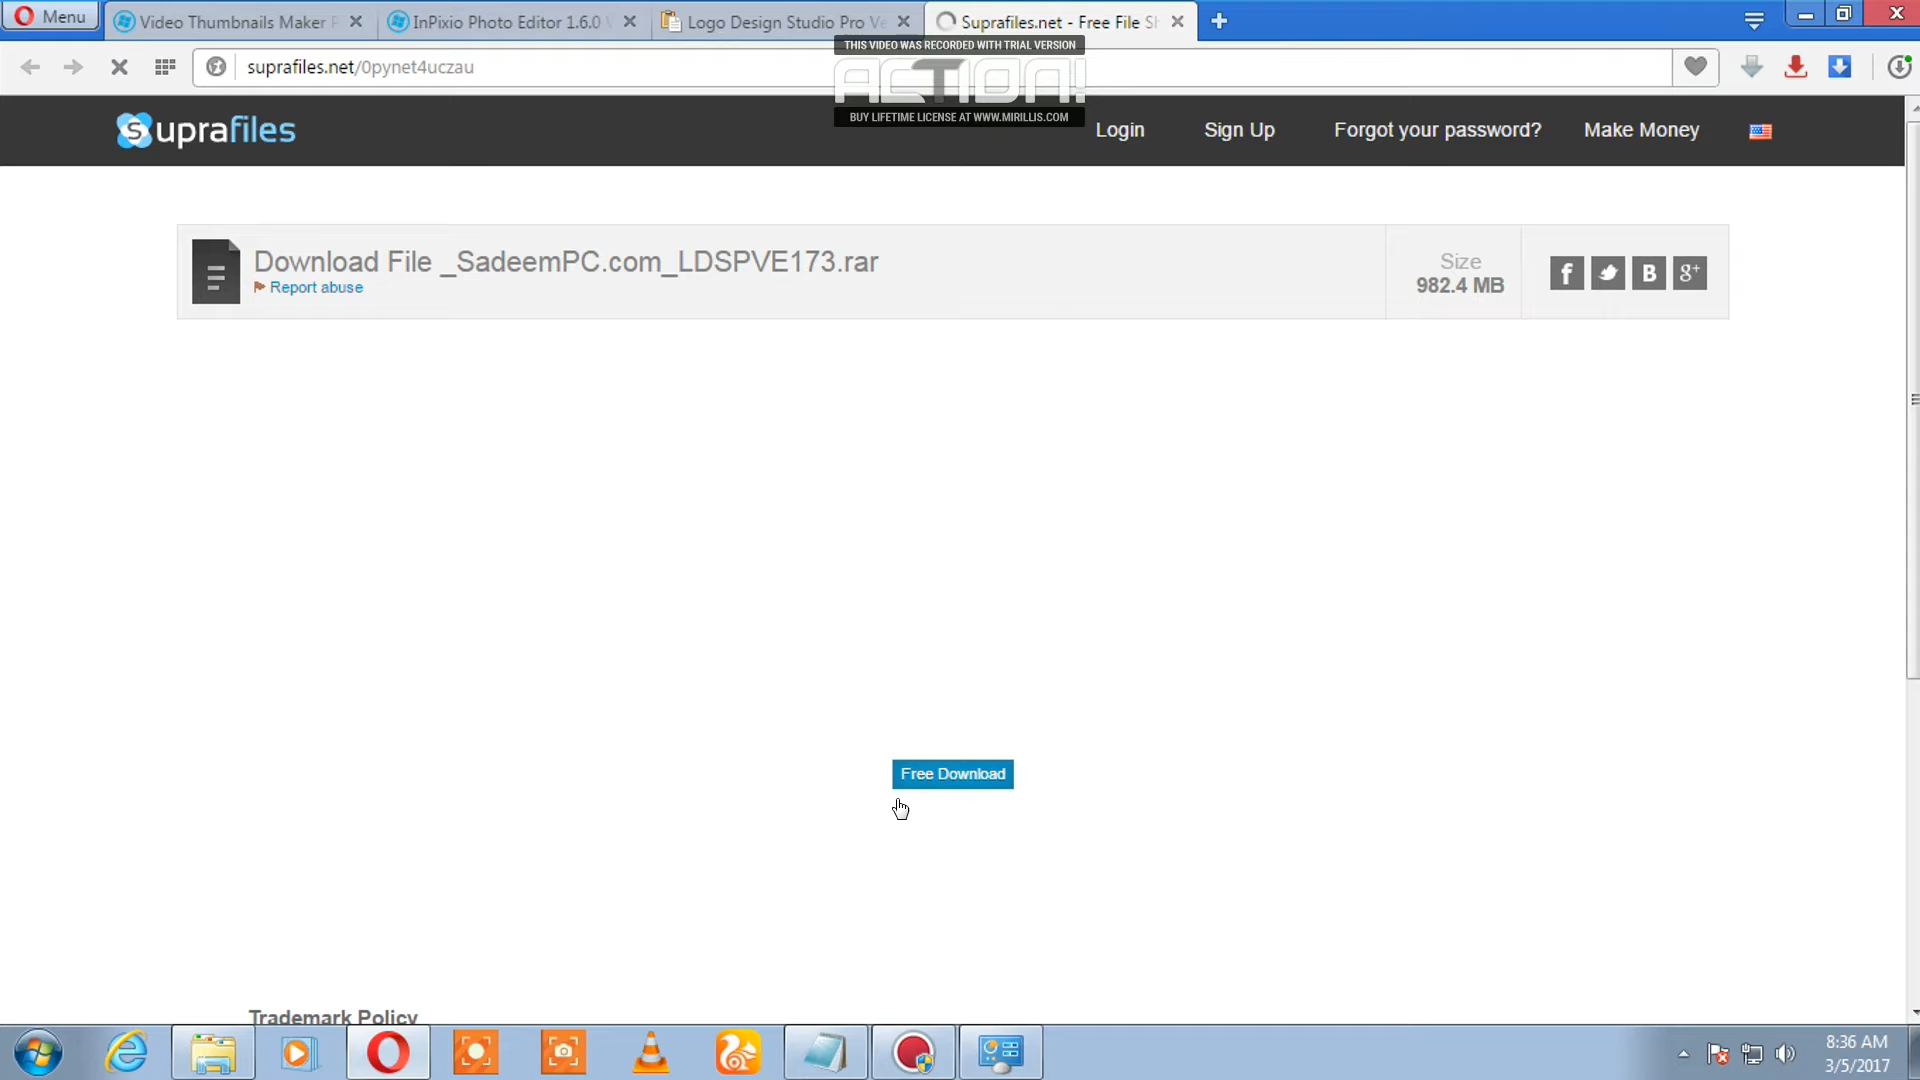 Menu
Video Thumbnails Maker P
InPixio Photo Editor 1.6.0
Logo Design Studio Pro Ve
Suprafiles.net - Free File Sh
THIS VIDEO WAS RECORDED WITH TRIAL VERSION
ACTION!
BUY LIFETIME LICENSE AT WWW.MIRILLIS.COM
suprafiles.net/0pynet4uczau
Suprafiles
Login
Sign Up
Forgot your password?
Make Money
Download File _SadeemPC.com_LDSPVE173.rar
Report abuse
Size
982.4 MB
Free Download
Trademark Policy
8:36 AM
3/5/2017